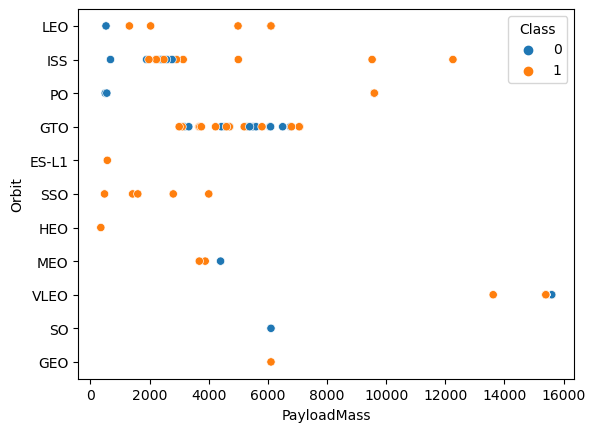 LEO
ISS
PO
GTO
ES-L1
SSO
HEO
MEO
VLEO
SO
GEO
Orbit
Class
0
1
0 2000 4000 6000 8000 10000 12000 14000 16000
PayloadMass